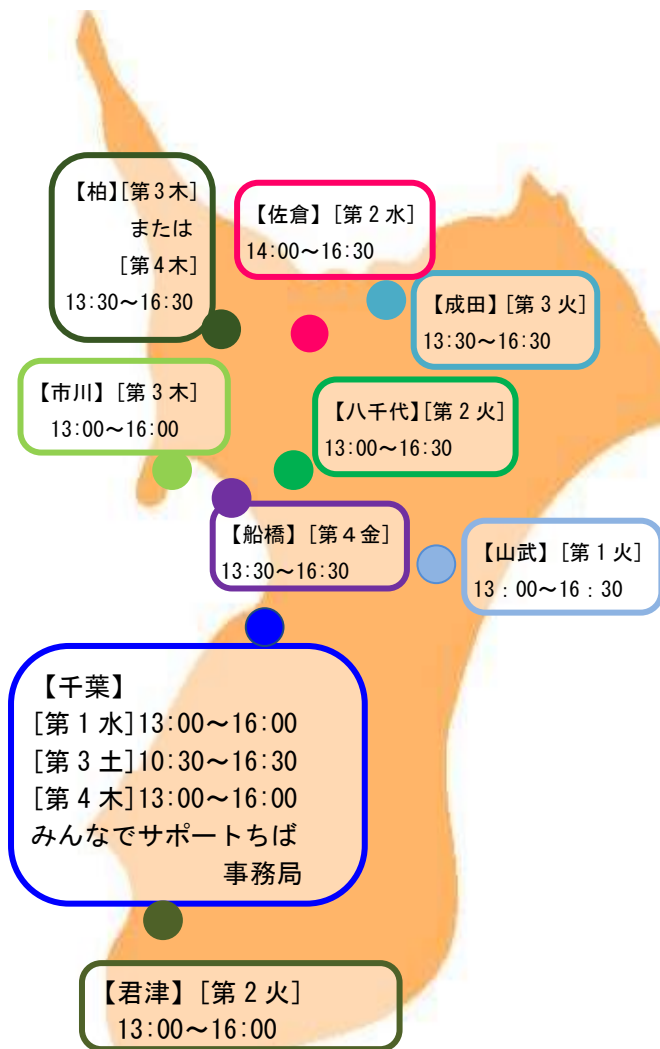 【柏】[第3木]
または
[第4木]
13:30～16:30
【佐倉】[第2水]
14:00～16:30
【成田】[第3火]
13:30～16:30
【市川】[第3木]
13:00～16:00
【八千代】[第2火]
13:00～16:30
【船橋】[第4金]
13:30～16:30
【山武】[第1火]
13：00～16：30
【千葉】
[第1水]13:00～16:00
[第3土]10:30～16:30
[第4木]13:00～16:00
みんなでサポートちば
事務局
【君津】[第2火]
13:00～16:00